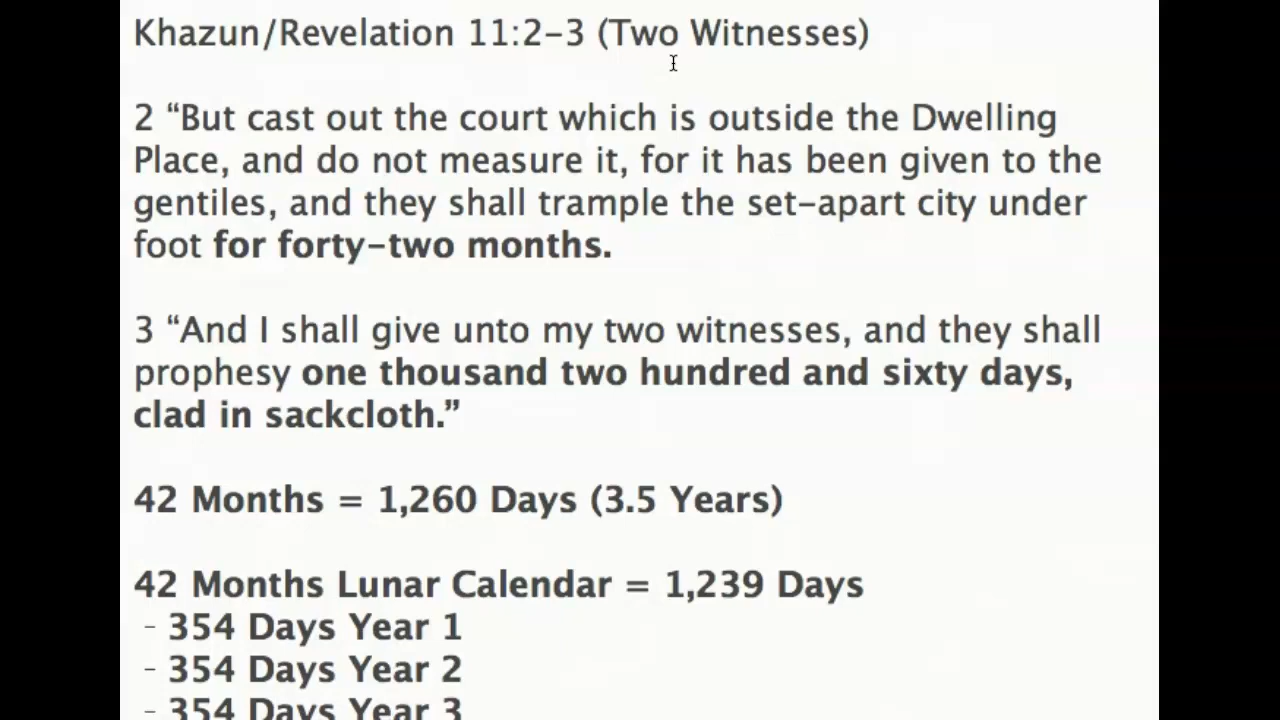 Khazun/Revelation 11:2-3 (Two Witnesses)
2 “But cast out the court which is outside the Dwelling
Place, and do not measure it, for it has been given to the
gentiles, and they shall trample the set-apart city under
foot for forty-two months.
3 “And I shall give unto my two witnesses, and they shall
prophesy one thousand two hundred and sixty days,
clad in sackcloth.”
42 Months = 1,260 Days (3.5 Years)
42 Months Lunar Calendar = 1,239 Days
- 354 Days Year 1
- 354 Days Year 2
- 354 Days Year 3